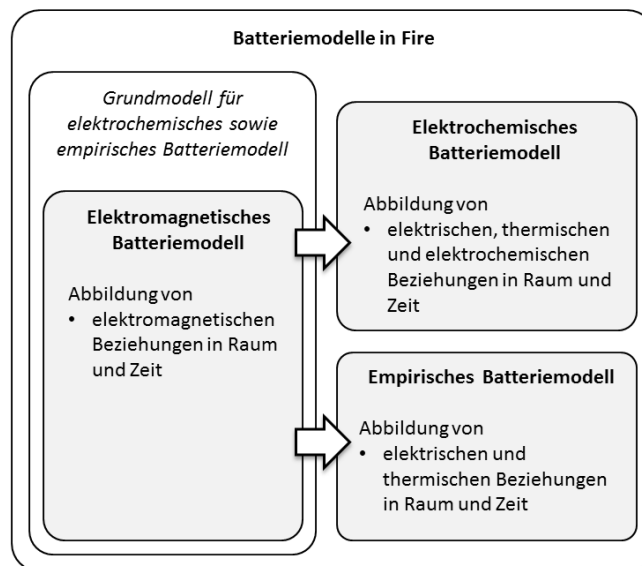 Batteriemodelle in Fire
Grundmodell für
elektrochemisches sowie
empirisches Batteriemodell
Elektromagnetisches
Batteriemodell
Abbildung von
• elektromagnetischen
Beziehungen in Raum
und Zeit
Elektrochemisches
Batteriemodell
Abbildung von
• elektrischen, thermischen
und elektrochemischen
Beziehungen in Raum und
Zeit
Empirisches Batteriemodell
Abbildung von
• elektrischen und
thermischen Beziehungen
in Raum und Zeit